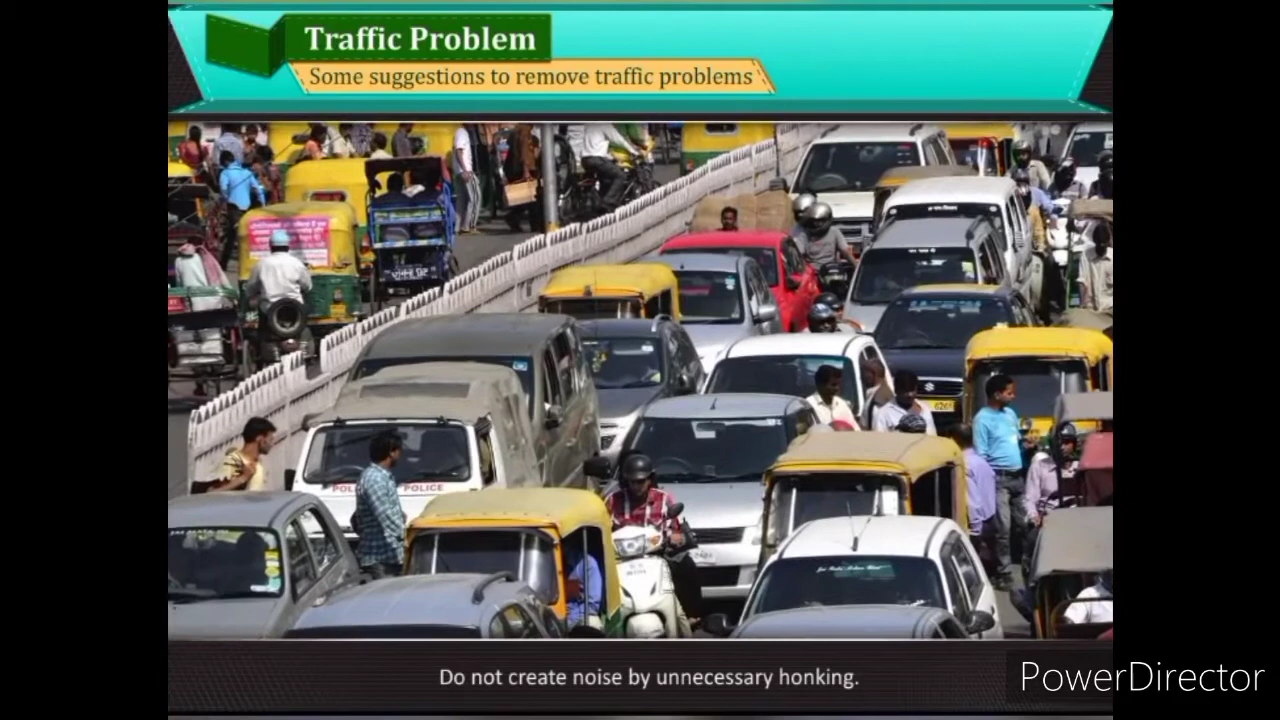 Traffic Problem
Some suggestions to remove traffic problems
POLICE
Do not create noise by unnecessary honking.
PowerDirector